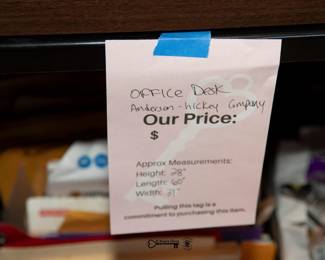 OFFICE Desk
Anderson-Hickey Company
Our Price:
$
Approx Measurements:
Height: 28"
Length: 60"
Width: 21"
Pulling this tag is a
commitment to purchasing this item.